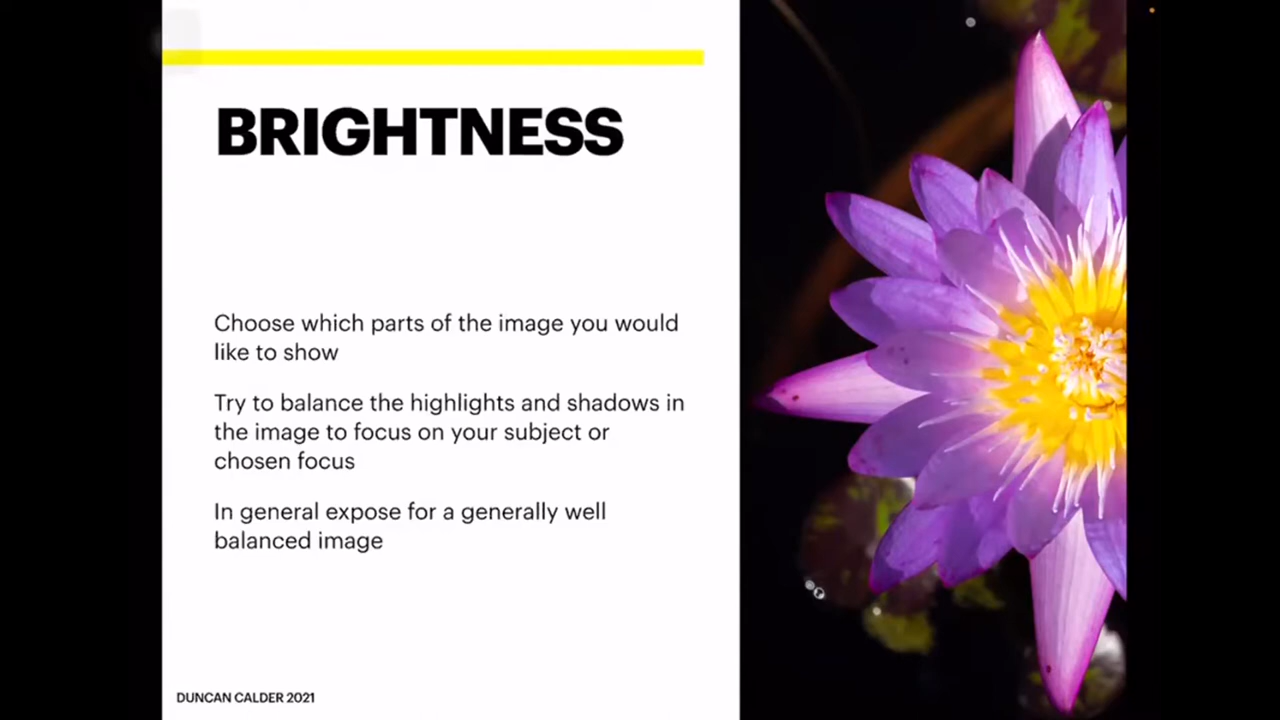 BRIGHTNESS
Choose which parts of the image you would
like to show
Try to balance the highlights and shadows in
the image to focus on your subject or
chosen focus
In general expose for a generally well
balanced image
DUNCAN CALDER 2021